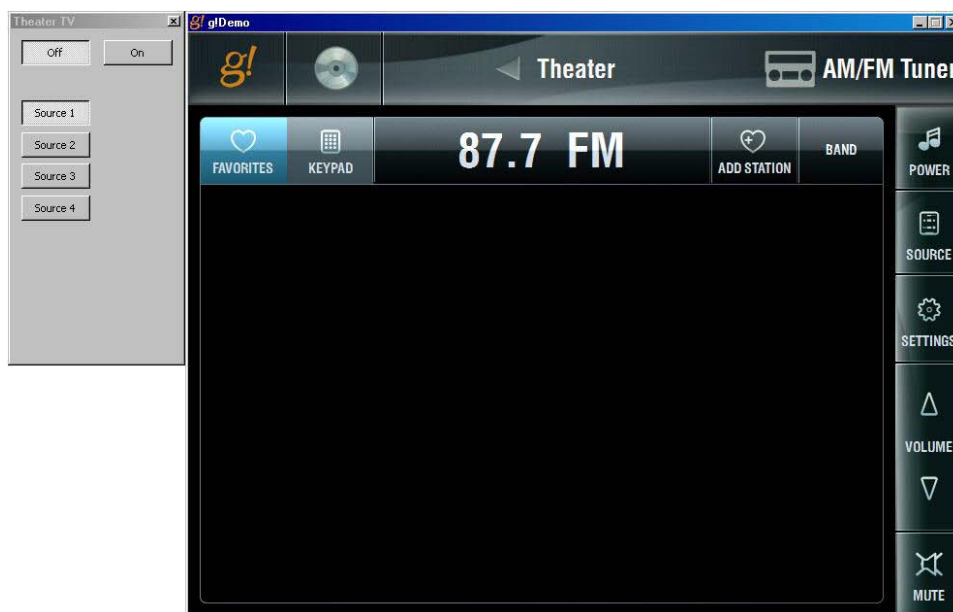 Theater TV
Off
On
Source 1
Source 2
Source 3
Source 4
g! g!Demo
g!
Theater
AM/FM Tuner
FAVORITES
KEYPAD
87.7 FM
ADD STATION
BAND
POWER
SOURCE
SETTINGS
VOLUME
MUTE